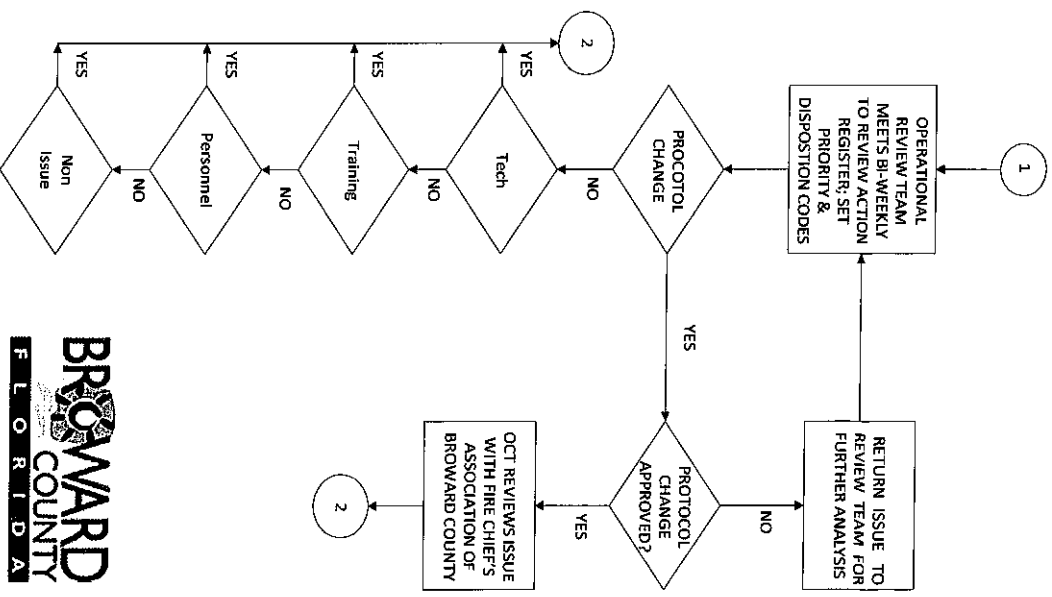 1
OPERATIONAL
REVIEW TEAM
MEETS BI-WEEKLY
TO REVIEW ACTION
REGISTER; SET
PRIORITY &
DISPOSTION CODES
RETURN ISSUE TO
REVIEW TEAM FOR
FURTHER ANALYSIS
NO
PROCOTOL
CHANGE
YES
PROTOCOL
CHANGE
APPROVED?
NO
YES
Tech
YES
NO
OCT REVIEWS ISSUE
WITH FIRE CHIEF'S
ASSOCIATION OF
BROWARD COUNTY
Training
YES
NO
2
Personnel
YES
NO
Non
Issue
YES
2
BROWARD
COUNTY
FLORIDA